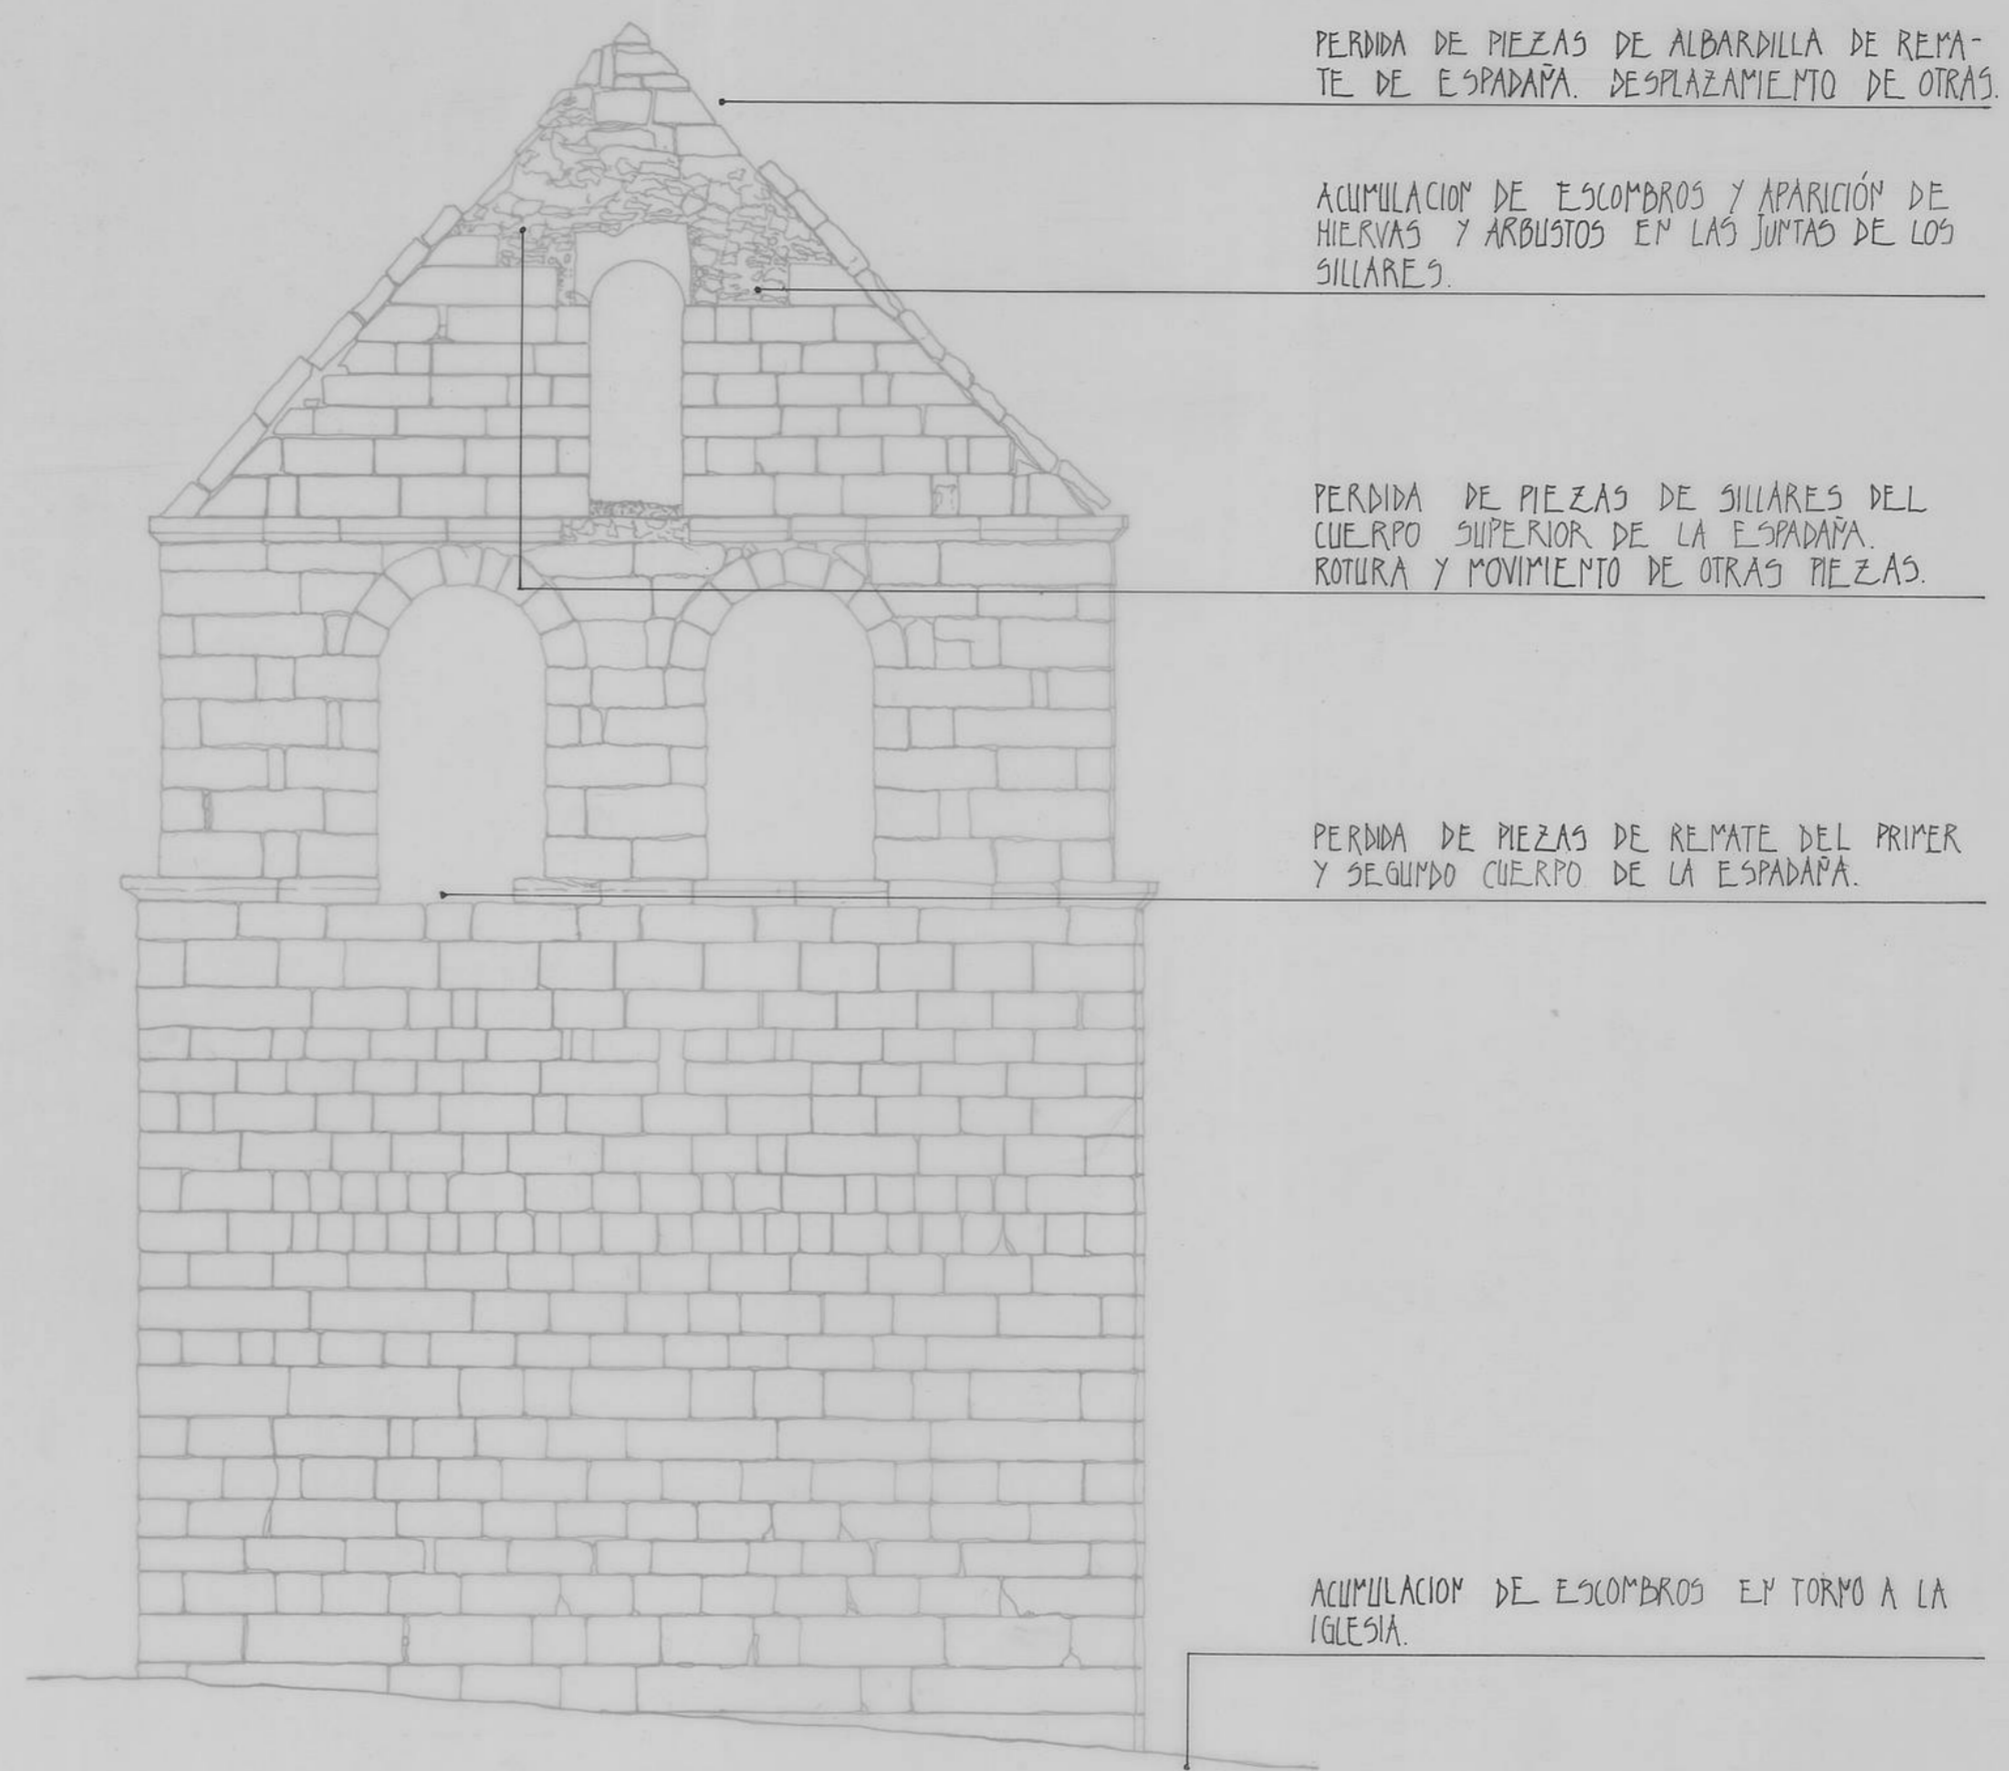 PERDIDA DE PIEZAS DE ALBARDILLA DE REMA-
TE DE ESPADAÑA. DESPLAZAMIENTO DE OTRAS.
ACUMULACION DE ESCOMBROS Y APARICIÓN DE
HIERVAS Y ARBUSTOS EN LAS JUNTAS DE LOS
SILLARES.
PERDIDA DE PIEZAS DE SILLARES DEL
CUERPO SUPERIOR DE LA ESPADAÑA.
ROTURA Y MOVIMIENTO DE OTRAS PIEZAS.
PERDIDA DE PIEZAS DE REMATE DEL PRIMER
Y SEGUNDO CUERPO DE LA ESPADAÑA.
ACUMULACION DE ESCOMBROS EN TORNO A LA
IGLESIA.